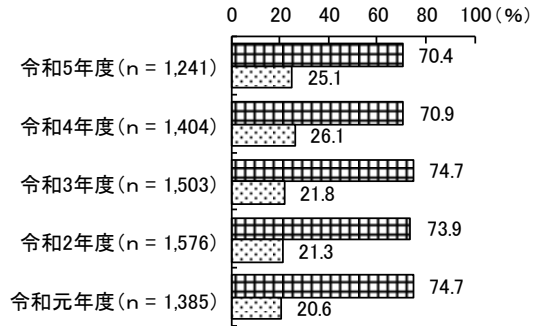 0 20 40 60 80 100(%)
令和5年度(n = 1,241) 70.4
25.1
令和4年度(n = 1,404) 70.9
26.1
令和3年度(n = 1,503) 74.7
21.8
令和2年度(n = 1,576) 73.9
21.3
令和元年度(n = 1,385) 74.7
20.6